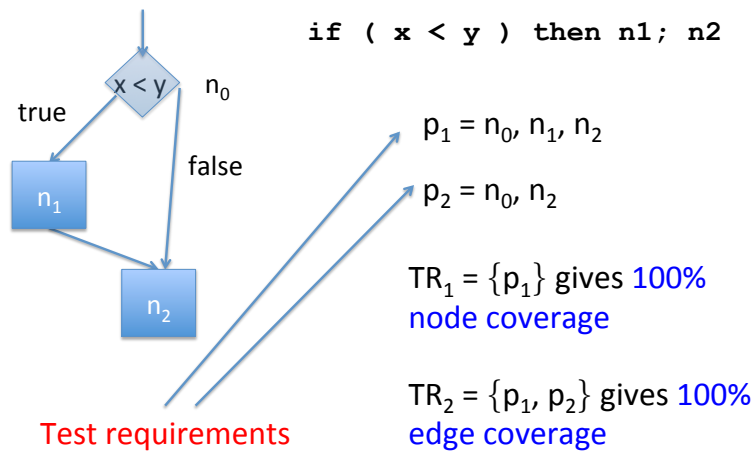 if ( x < y ) then n1; n2
x < y
n₀
true
false
n₁
n₂
p₁ = n₀, n₁, n₂
p₂ = n₀, n₂
TR₁ = {p₁} gives 100%
node coverage
TR₂ = {p₁, p₂} gives 100%
edge coverage
Test requirements